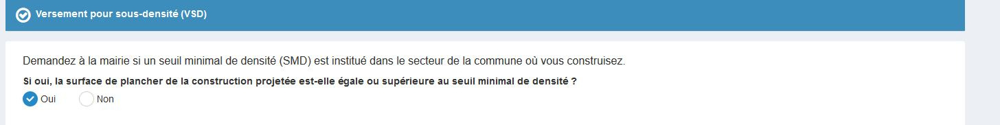 Versement pour sous-densité (VSD)
Demandez à la mairie si un seuil minimal de densité (SMD) est institué dans le secteur de la commune où vous construisez.
Si oui, la surface de plancher de la construction projetée est-elle égale ou supérieure au seuil minimal de densité ?
Oui Non